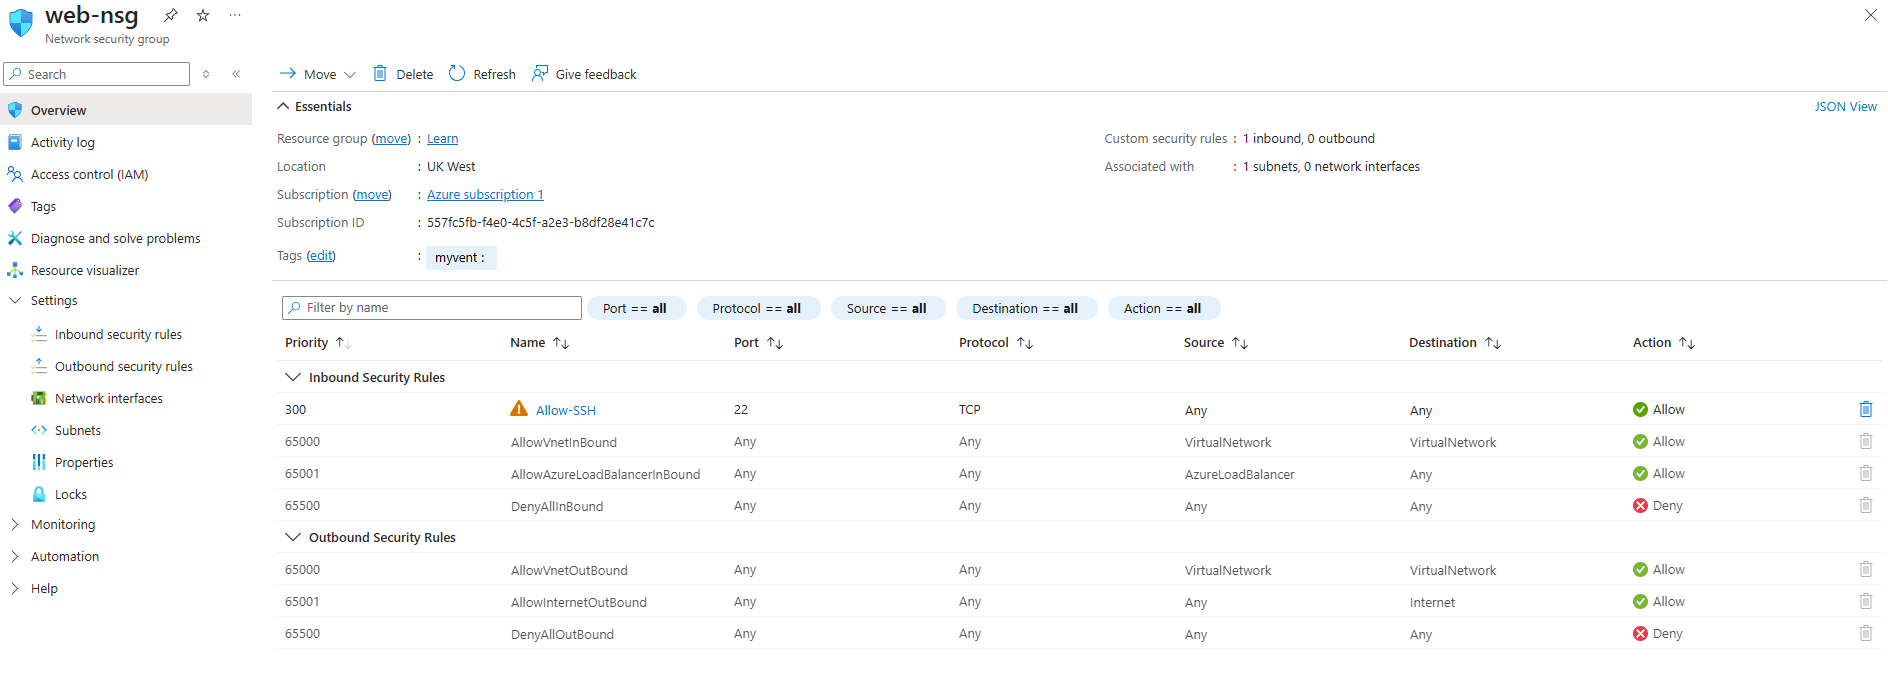 web-nsg
Network security group
Search
Overview
Activity log
Access control (IAM)
Tags
Diagnose and solve problems
Resource visualizer
Settings
Inbound security rules
Outbound security rules
Network interfaces
Subnets
Properties
Locks
Monitoring
Automation
Help
Move Delete Refresh Give feedback
Essentials JSON View
Resource group (move) : Learn
Location : UK West
Subscription (move) : Azure subscription 1
Subscription ID : 557fc5fb-f4e0-4c5f-a2e3-b8df28e41c7c
Tags (edit) : myvent :
Custom security rules : 1 inbound, 0 outbound
Associated with : 1 subnets, 0 network interfaces
Filter by name Port == all Protocol == all Source == all Destination == all Action == all
Priority Name Port Protocol Source Destination Action
Inbound Security Rules
300 Allow-SSH 22 TCP Any Any Allow
65000 AllowVnetInBound Any Any VirtualNetwork VirtualNetwork Allow
65001 AllowAzureLoadBalancerInBound Any Any AzureLoadBalancer Any Allow
65500 DenyAllInBound Any Any Any Any Deny
Outbound Security Rules
65000 AllowVnetOutBound Any Any VirtualNetwork VirtualNetwork Allow
65001 AllowInternetOutBound Any Any Any Internet Allow
65500 DenyAllOutBound Any Any Any Any Deny